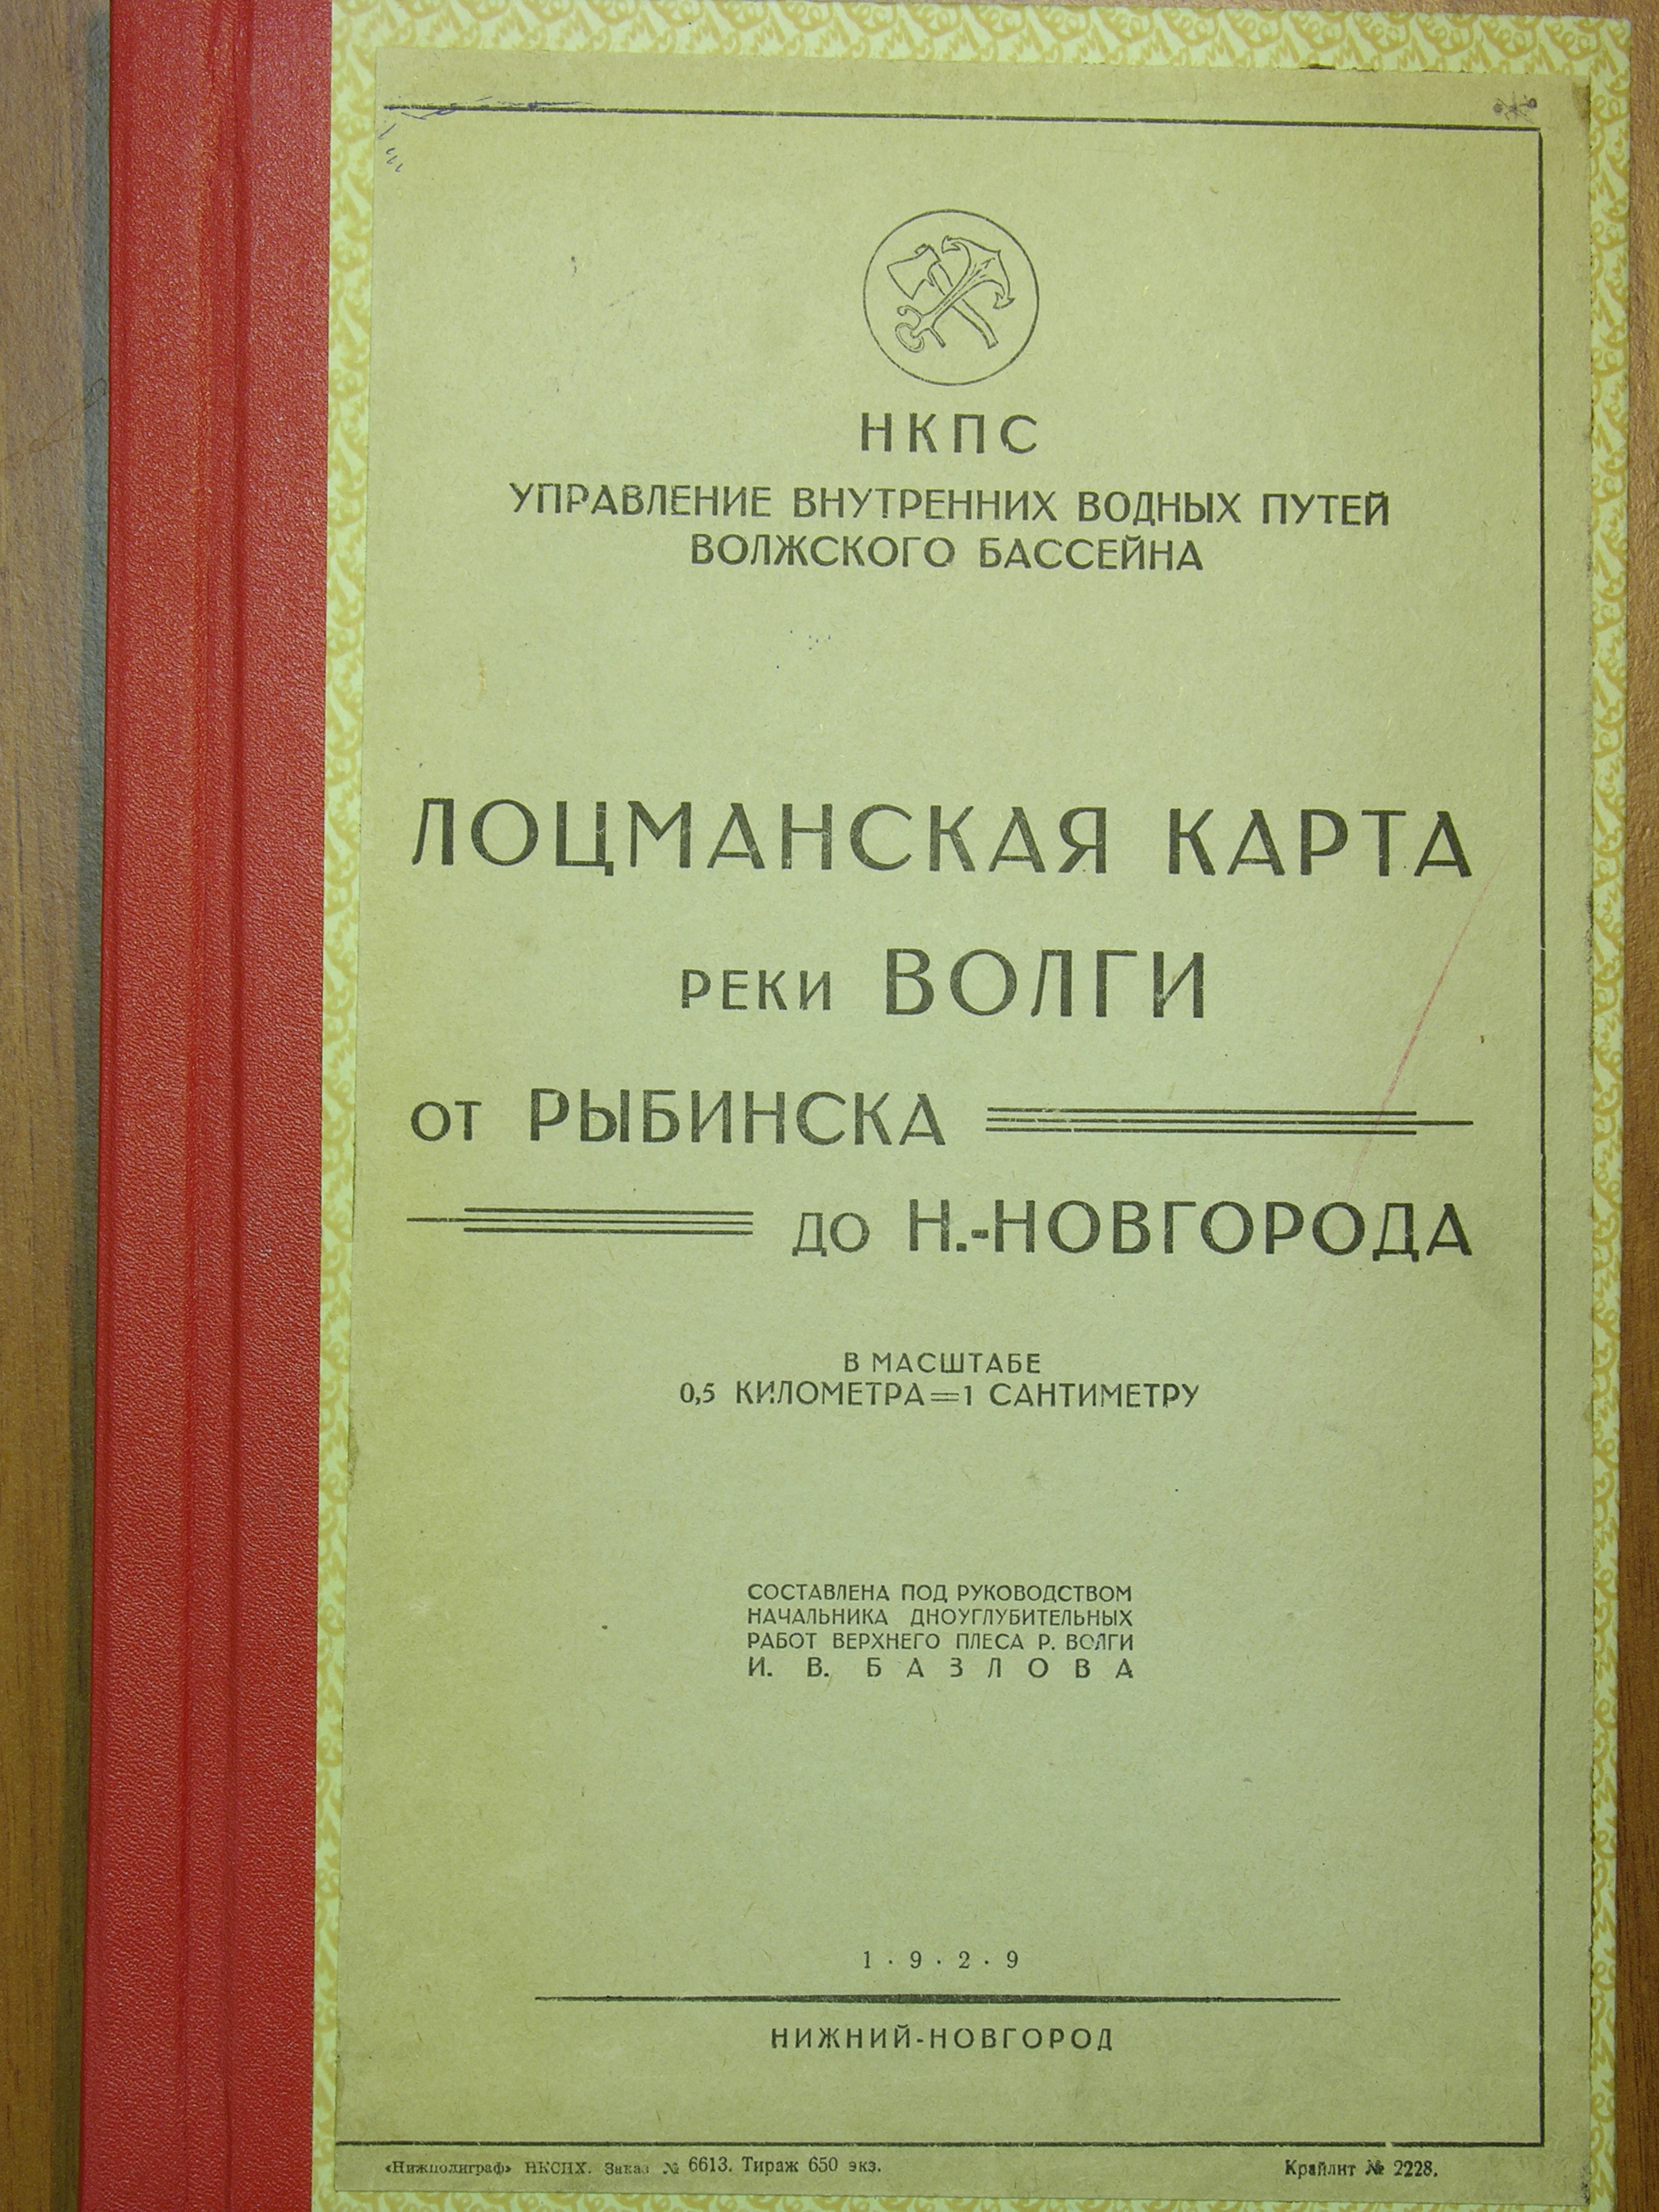 НКПС
УПРАВЛЕНИЕ ВНУТРЕННИХ ВОДНЫХ ПУТЕЙ
ВОЛЖСКОГО БАССЕЙНА
ЛОЦМАНСКАЯ КАРТА
РЕКИ ВОЛГИ
ОТ РЫБИНСКА
ДО Н.-НОВГОРОДА
В МАСШТАБЕ
0,5 КИЛОМЕТРА=1 САНТИМЕТРУ
СОСТАВЛЕНА ПОД РУКОВОДСТВОМ
НАЧАЛЬНИКА ДНОУГЛУБИТЕЛЬНЫХ
РАБОТ ВЕРХНЕГО ПЛЕСА Р. ВОЛГИ
И. В. БАЗЛОВА
1·9·2·9
НИЖНИЙ-НОВГОРОД
«Нижполиграф» НКСНХ. Заказ № 6613. Тираж 650 экз.
Крайлит № 2228.